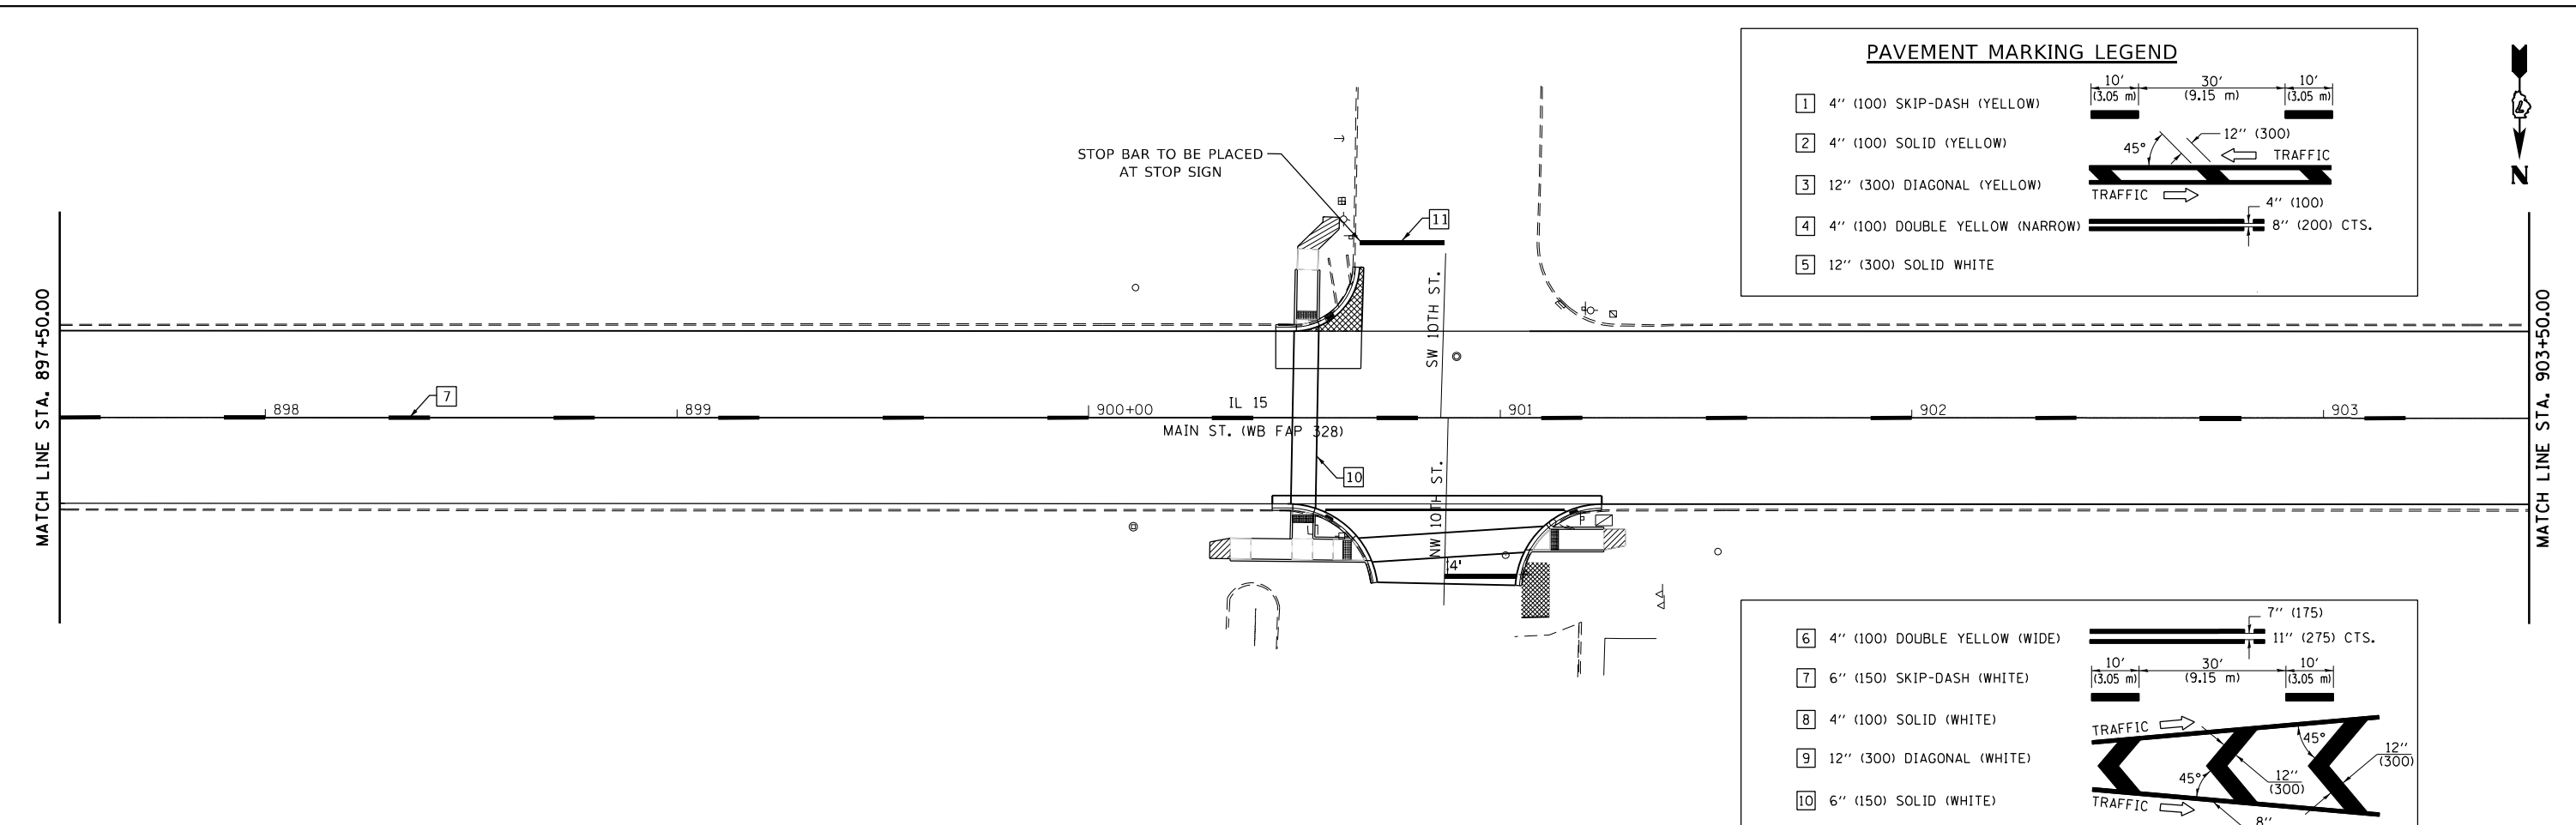 PAVEMENT MARKING LEGEND
1 4'' (100) SKIP-DASH (YELLOW)
10' 30' 10'
(3.05 m) (9.15 m) (3.05 m)
2 4'' (100) SOLID (YELLOW)
12'' (300)
45°
TRAFFIC
3 12'' (300) DIAGONAL (YELLOW)
TRAFFIC
4 4'' (100) DOUBLE YELLOW (NARROW)
4'' (100)
8'' (200) CTS.
5 12'' (300) SOLID WHITE
N
STOP BAR TO BE PLACED
AT STOP SIGN
11
MATCH LINE STA. 897+50.00
MATCH LINE STA. 903+50.00
SW 10TH ST.
7
898
899
900+00
IL 15
901
902
903
MAIN ST. (WB FAP 328)
10
NW 10TH ST.
4'
6 4'' (100) DOUBLE YELLOW (WIDE)
7'' (175)
11'' (275) CTS.
7 6'' (150) SKIP-DASH (WHITE)
10' 30' 10'
(3.05 m) (9.15 m) (3.05 m)
8 4'' (100) SOLID (WHITE)
TRAFFIC
45°
12''
(300)
9 12'' (300) DIAGONAL (WHITE)
45°
12''
(300)
10 6'' (150) SOLID (WHITE)
TRAFFIC
8''